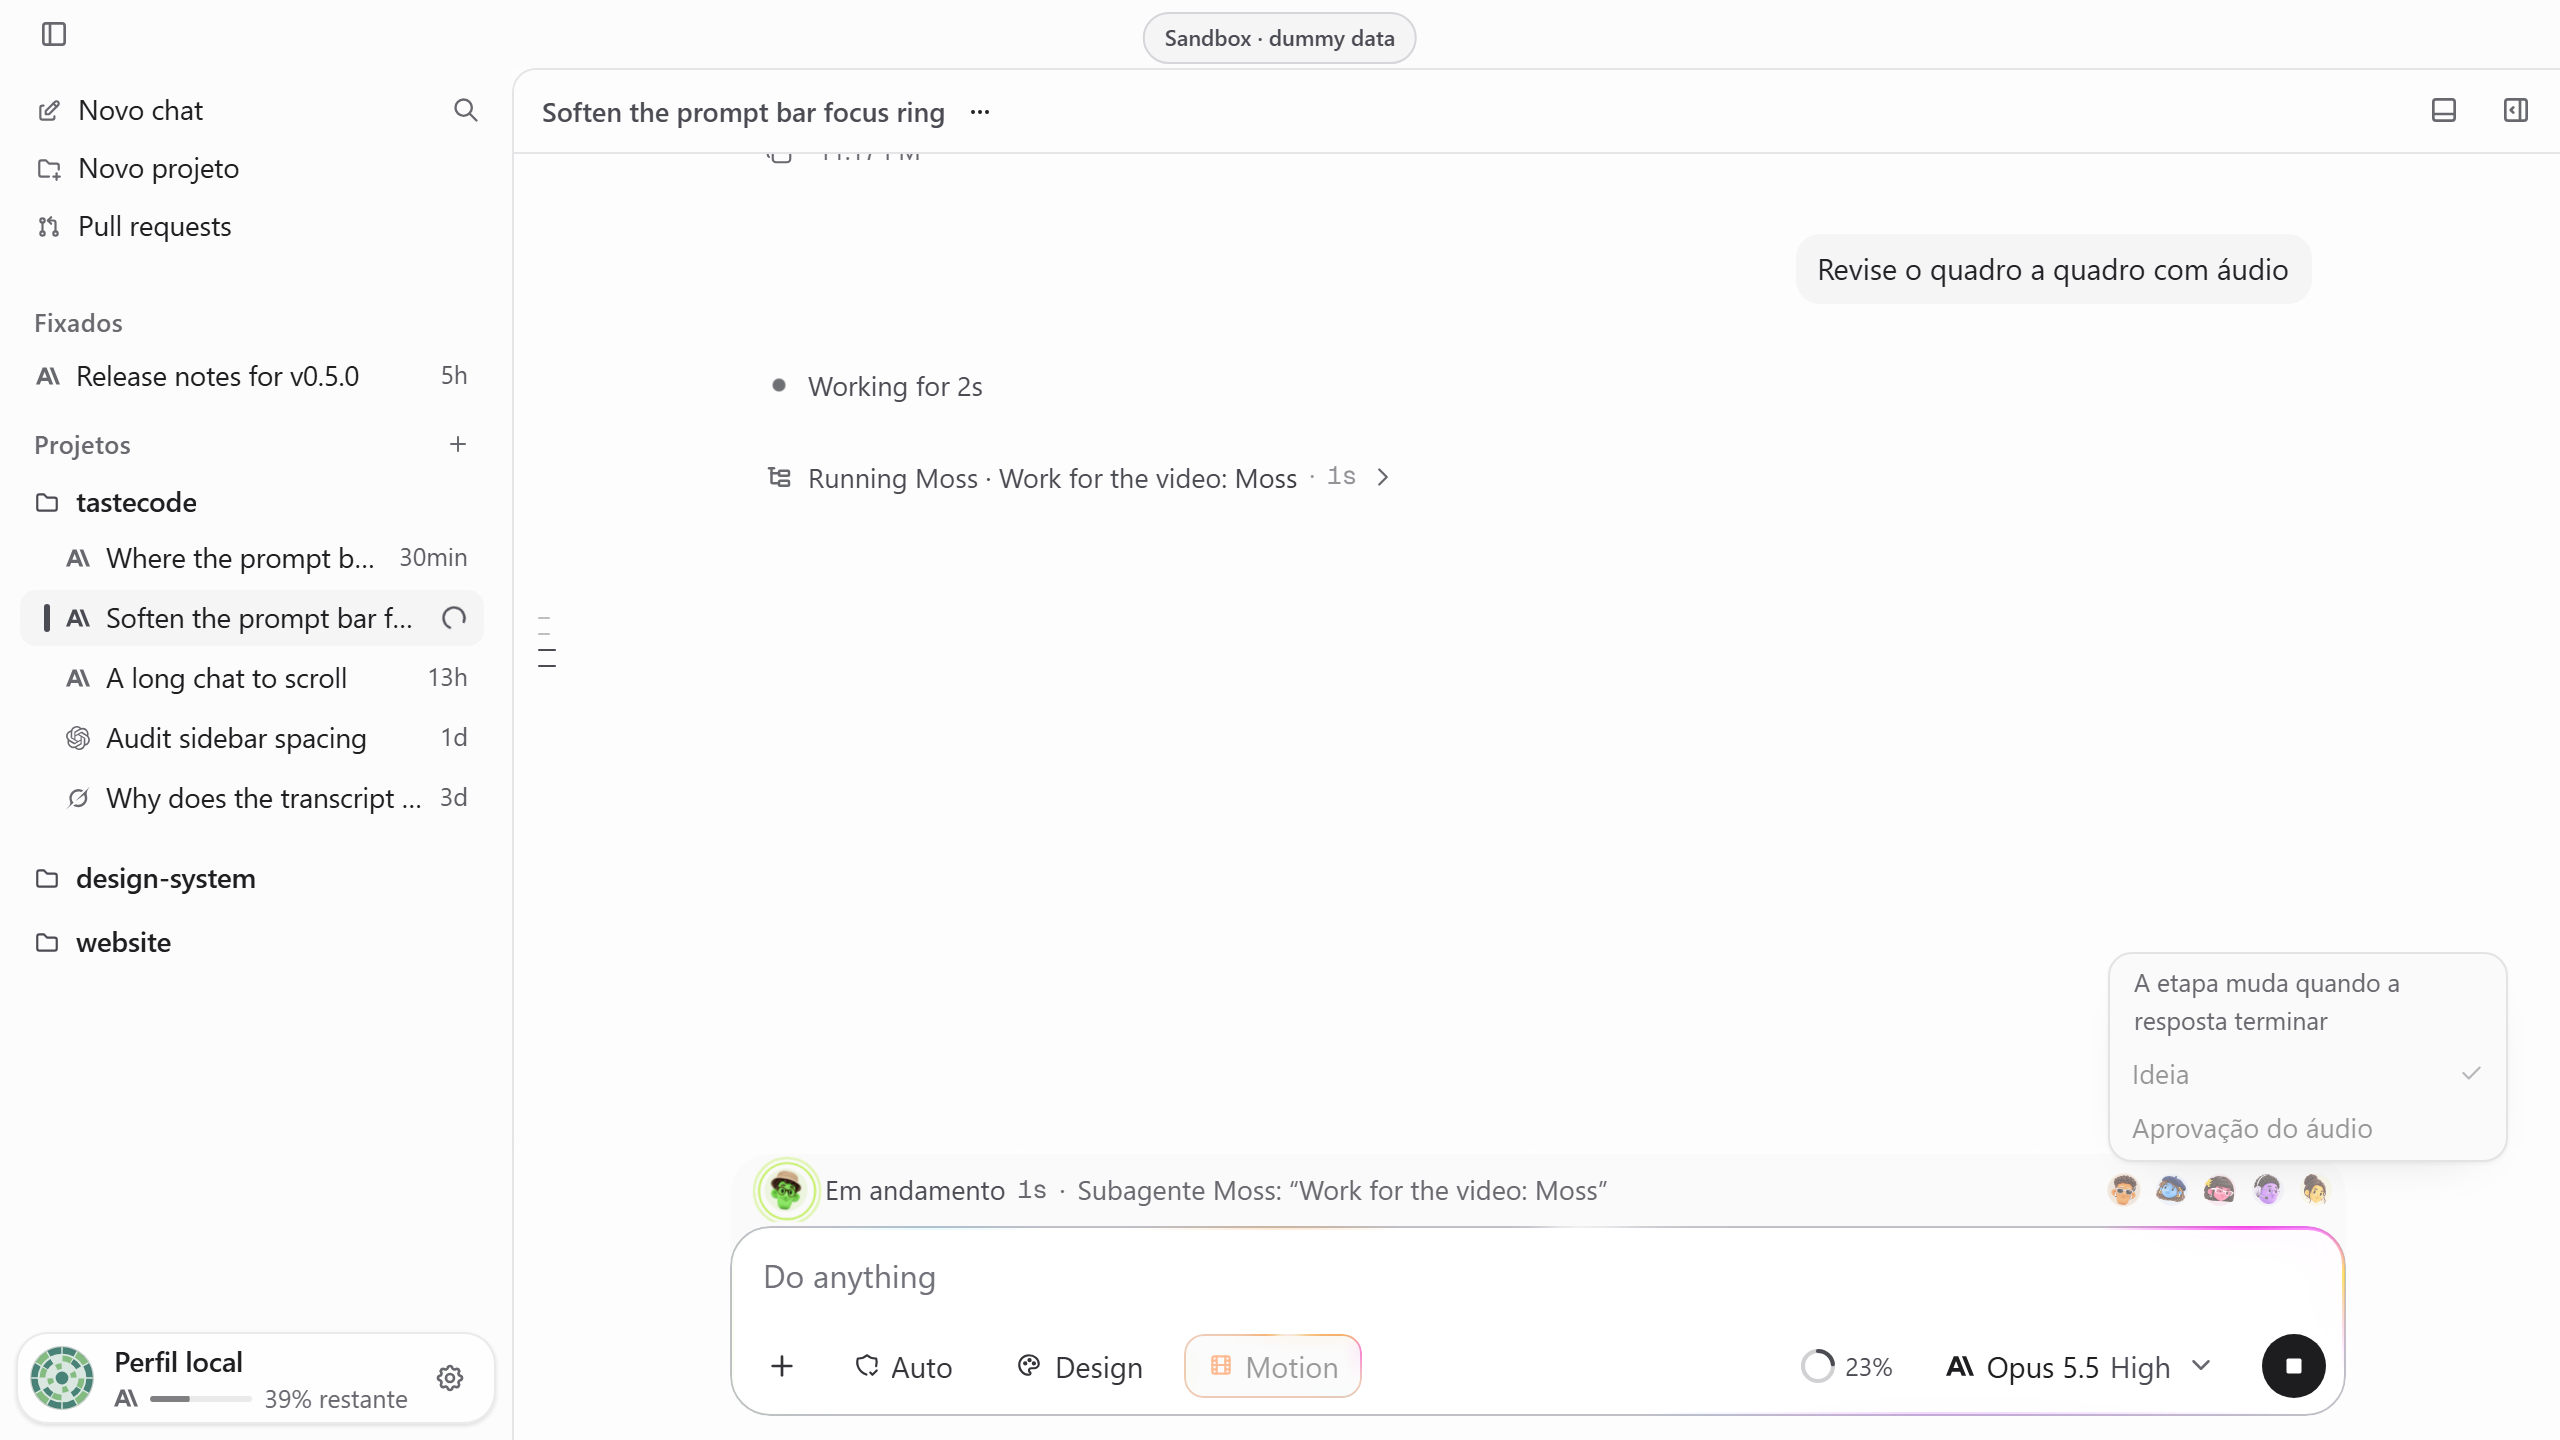 Sandbox · dummy data
Novo chat
Novo projeto
Pull requests
Fixados
Release notes for v0.5.0 5h
Projetos
tastecode
Where the prompt b... 30min
Soften the prompt bar f...
A long chat to scroll 13h
Audit sidebar spacing 1d
Why does the transcript ... 3d
design-system
website
Perfil local
39% restante
Soften the prompt bar focus ring
Revise o quadro a quadro com áudio
Working for 2s
Running Moss · Work for the video: Moss · 1s
A etapa muda quando a
resposta terminar
Ideia
Aprovação do áudio
Em andamento 1s · Subagente Moss: “Work for the video: Moss”
Do anything
Auto
Design
Motion
23%
Opus 5.5 High